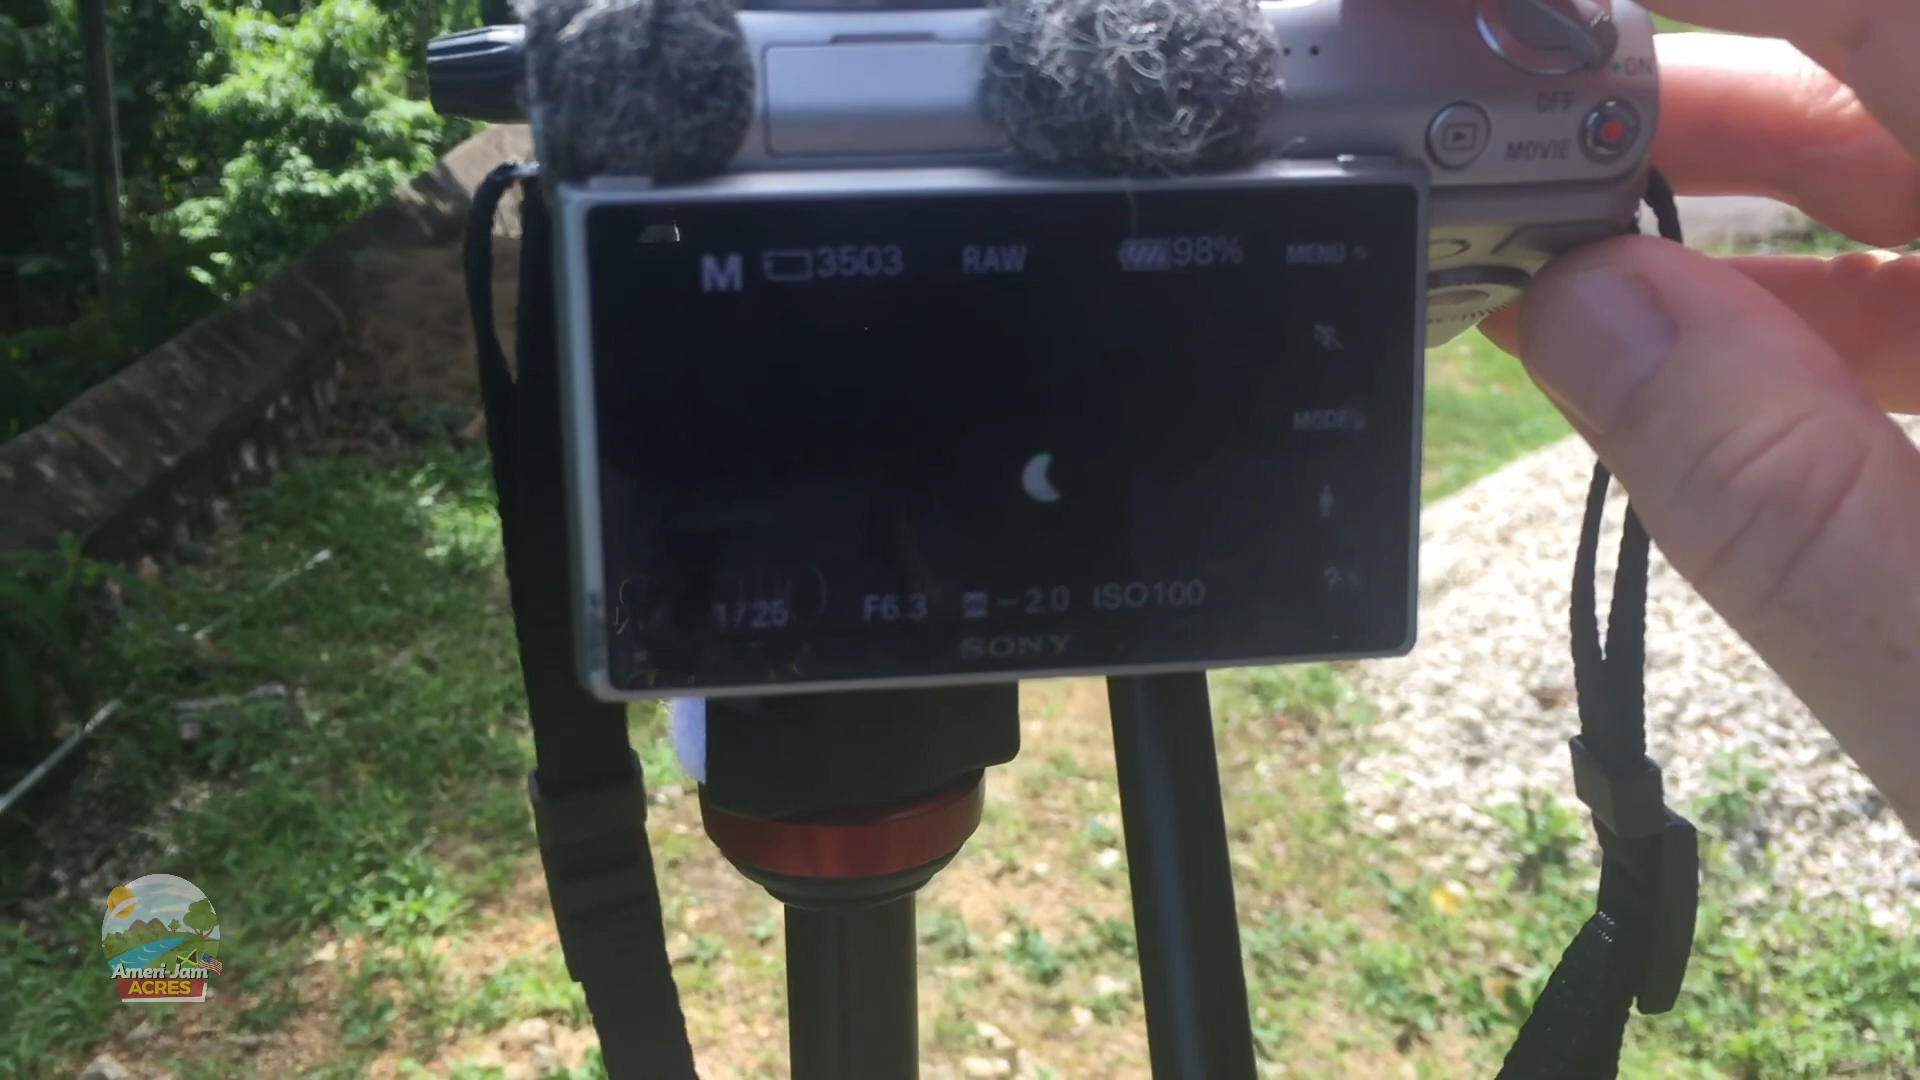 ON
OFF
MOVIE
M 3503 RAW 98% MENU
MODE
?
1/25 F6.3 -2.0 ISO100
SONY
Ameri-Jam
ACRES